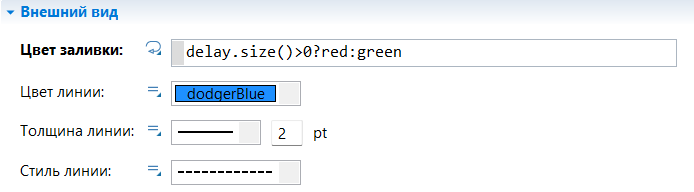 Внешний вид
Цвет заливки: delay.size()>0?red:green
Цвет линии: dodgerBlue
Толщина линии: 2 pt
Стиль линии: